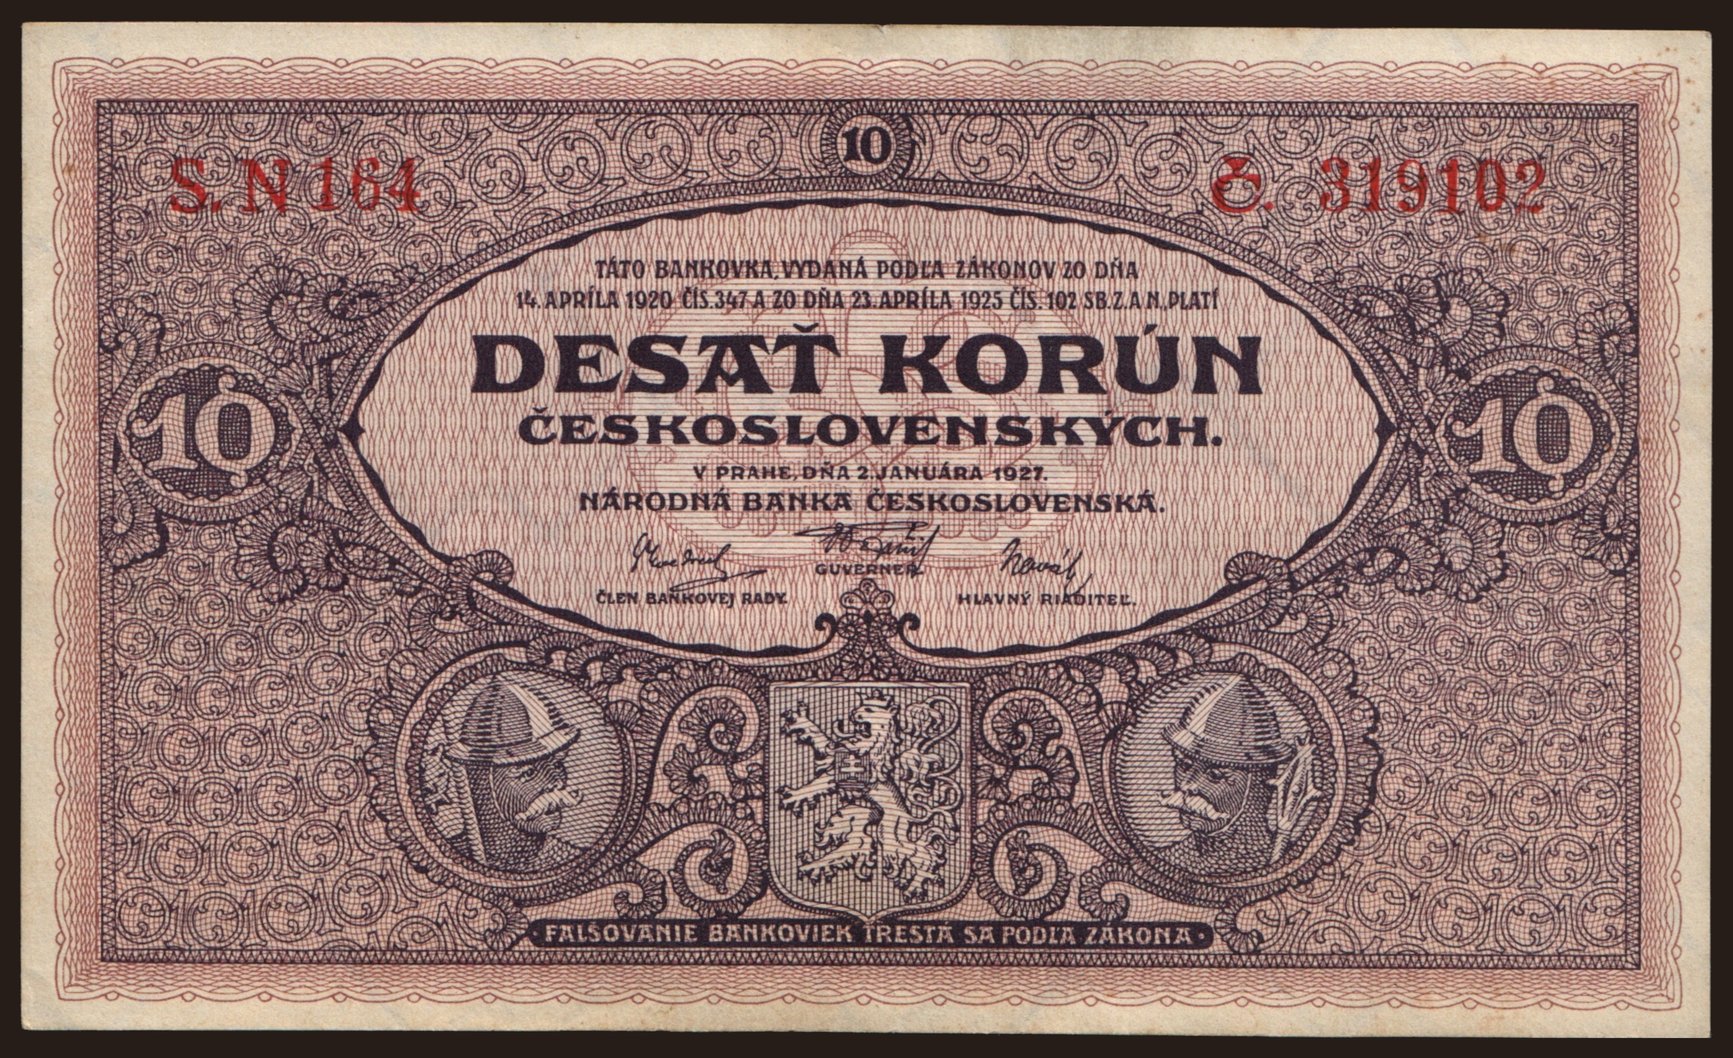 10
S. N 164
Č. 319102
TÁTO BANKOVKA, VYDANÁ PODĽA ZÁKONOV ZO DŇA
14. APRÍLA 1920 ČÍS. 347 A ZO DŇA 23. APRÍLA 1925 ČÍS. 102 SB. Z. A N., PLATÍ
DESAŤ KORÚN
ČESKOSLOVENSKÝCH.
10
10
V PRAHE, DŇA 2. JANUÁRA 1927.
NÁRODNÁ BANKA ČESKOSLOVENSKÁ.
GUVERNER.
ČLEN BANKOVEJ RADY.
HLAVNÝ RIADITEĽ.
· FALŠOVANIE BANKOVIEK TRESTÁ SA PODĽA ZÁKONA ·